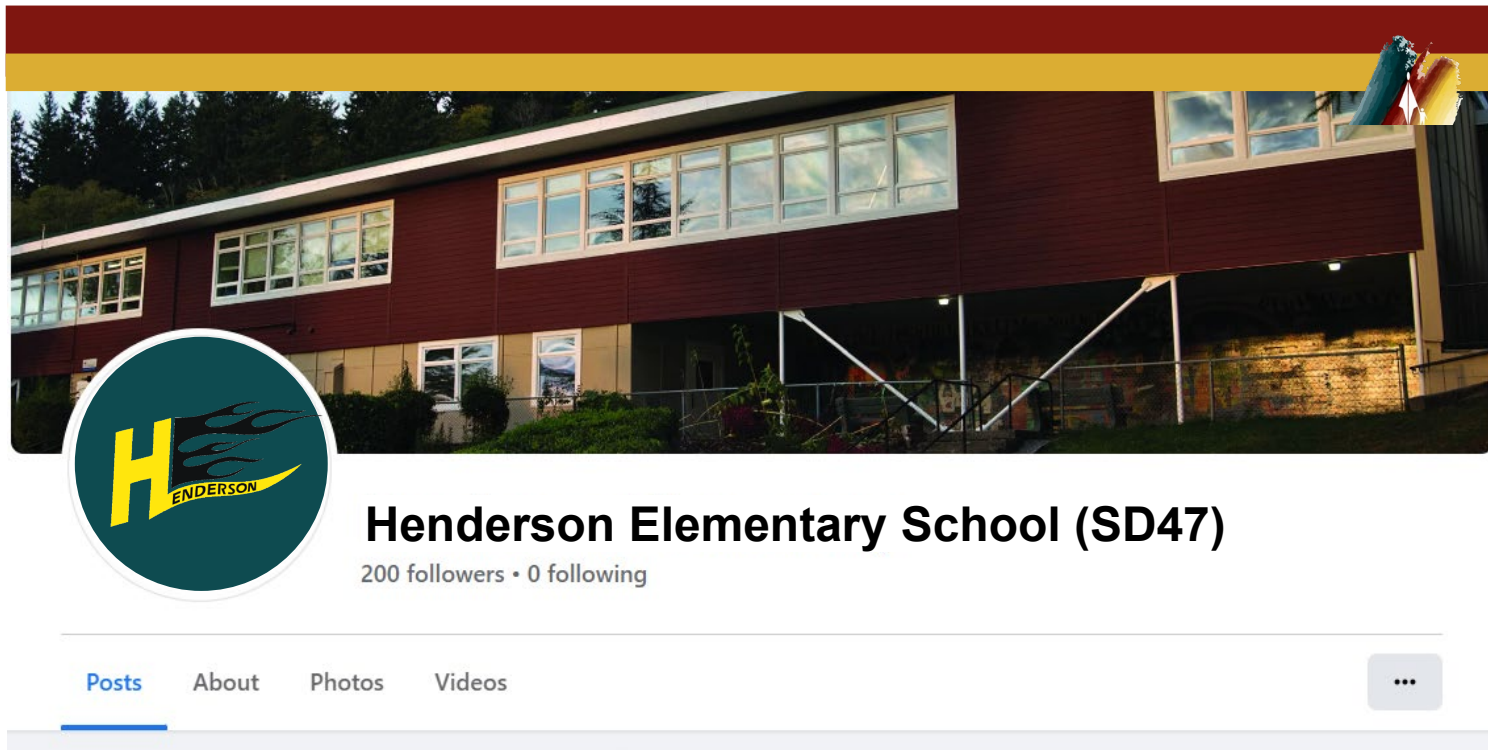 HENDERSON
Henderson Elementary School (SD47)
200 followers • 0 following
Posts About Photos Videos